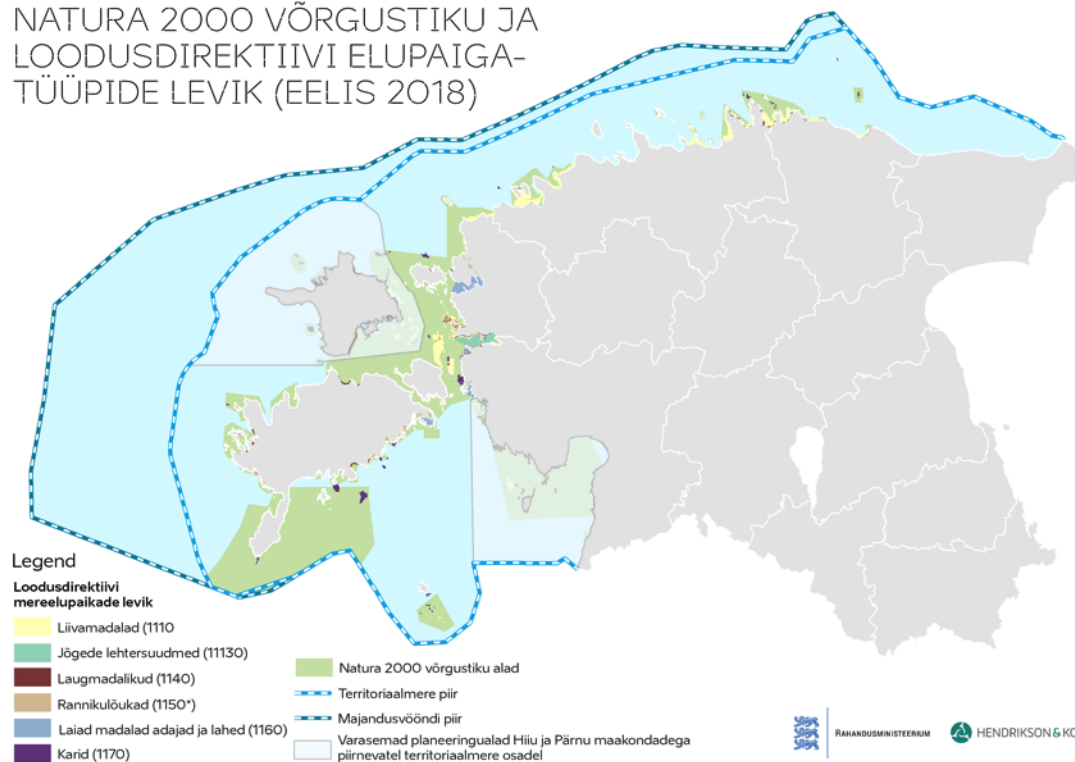 NATURA 2000 VÕRGUSTIKU JA
LOODUSDIREKTIIVI ELUPAIGA-
TÜÜPIDE LEVIK (EELIS 2018)
Legend
Loodusdirektiivi
mereelupaikade levik
Liivamadalad (1110
Jõgede lehtersuudmed (11130)
Laugmadalikud (1140)
Rannikulõukad (1150*)
Laiad madalad adajad ja lahed (1160)
Karid (1170)
Natura 2000 võrgustiku alad
Territoriaalmere piir
Majandusvööndi piir
Varasemad planeeringualad Hiiu ja Pärnu maakondadega
piirnevatel territoriaalmere osadel
RAHANDUSMINISTEERIUM
HENDRIKSON & KO